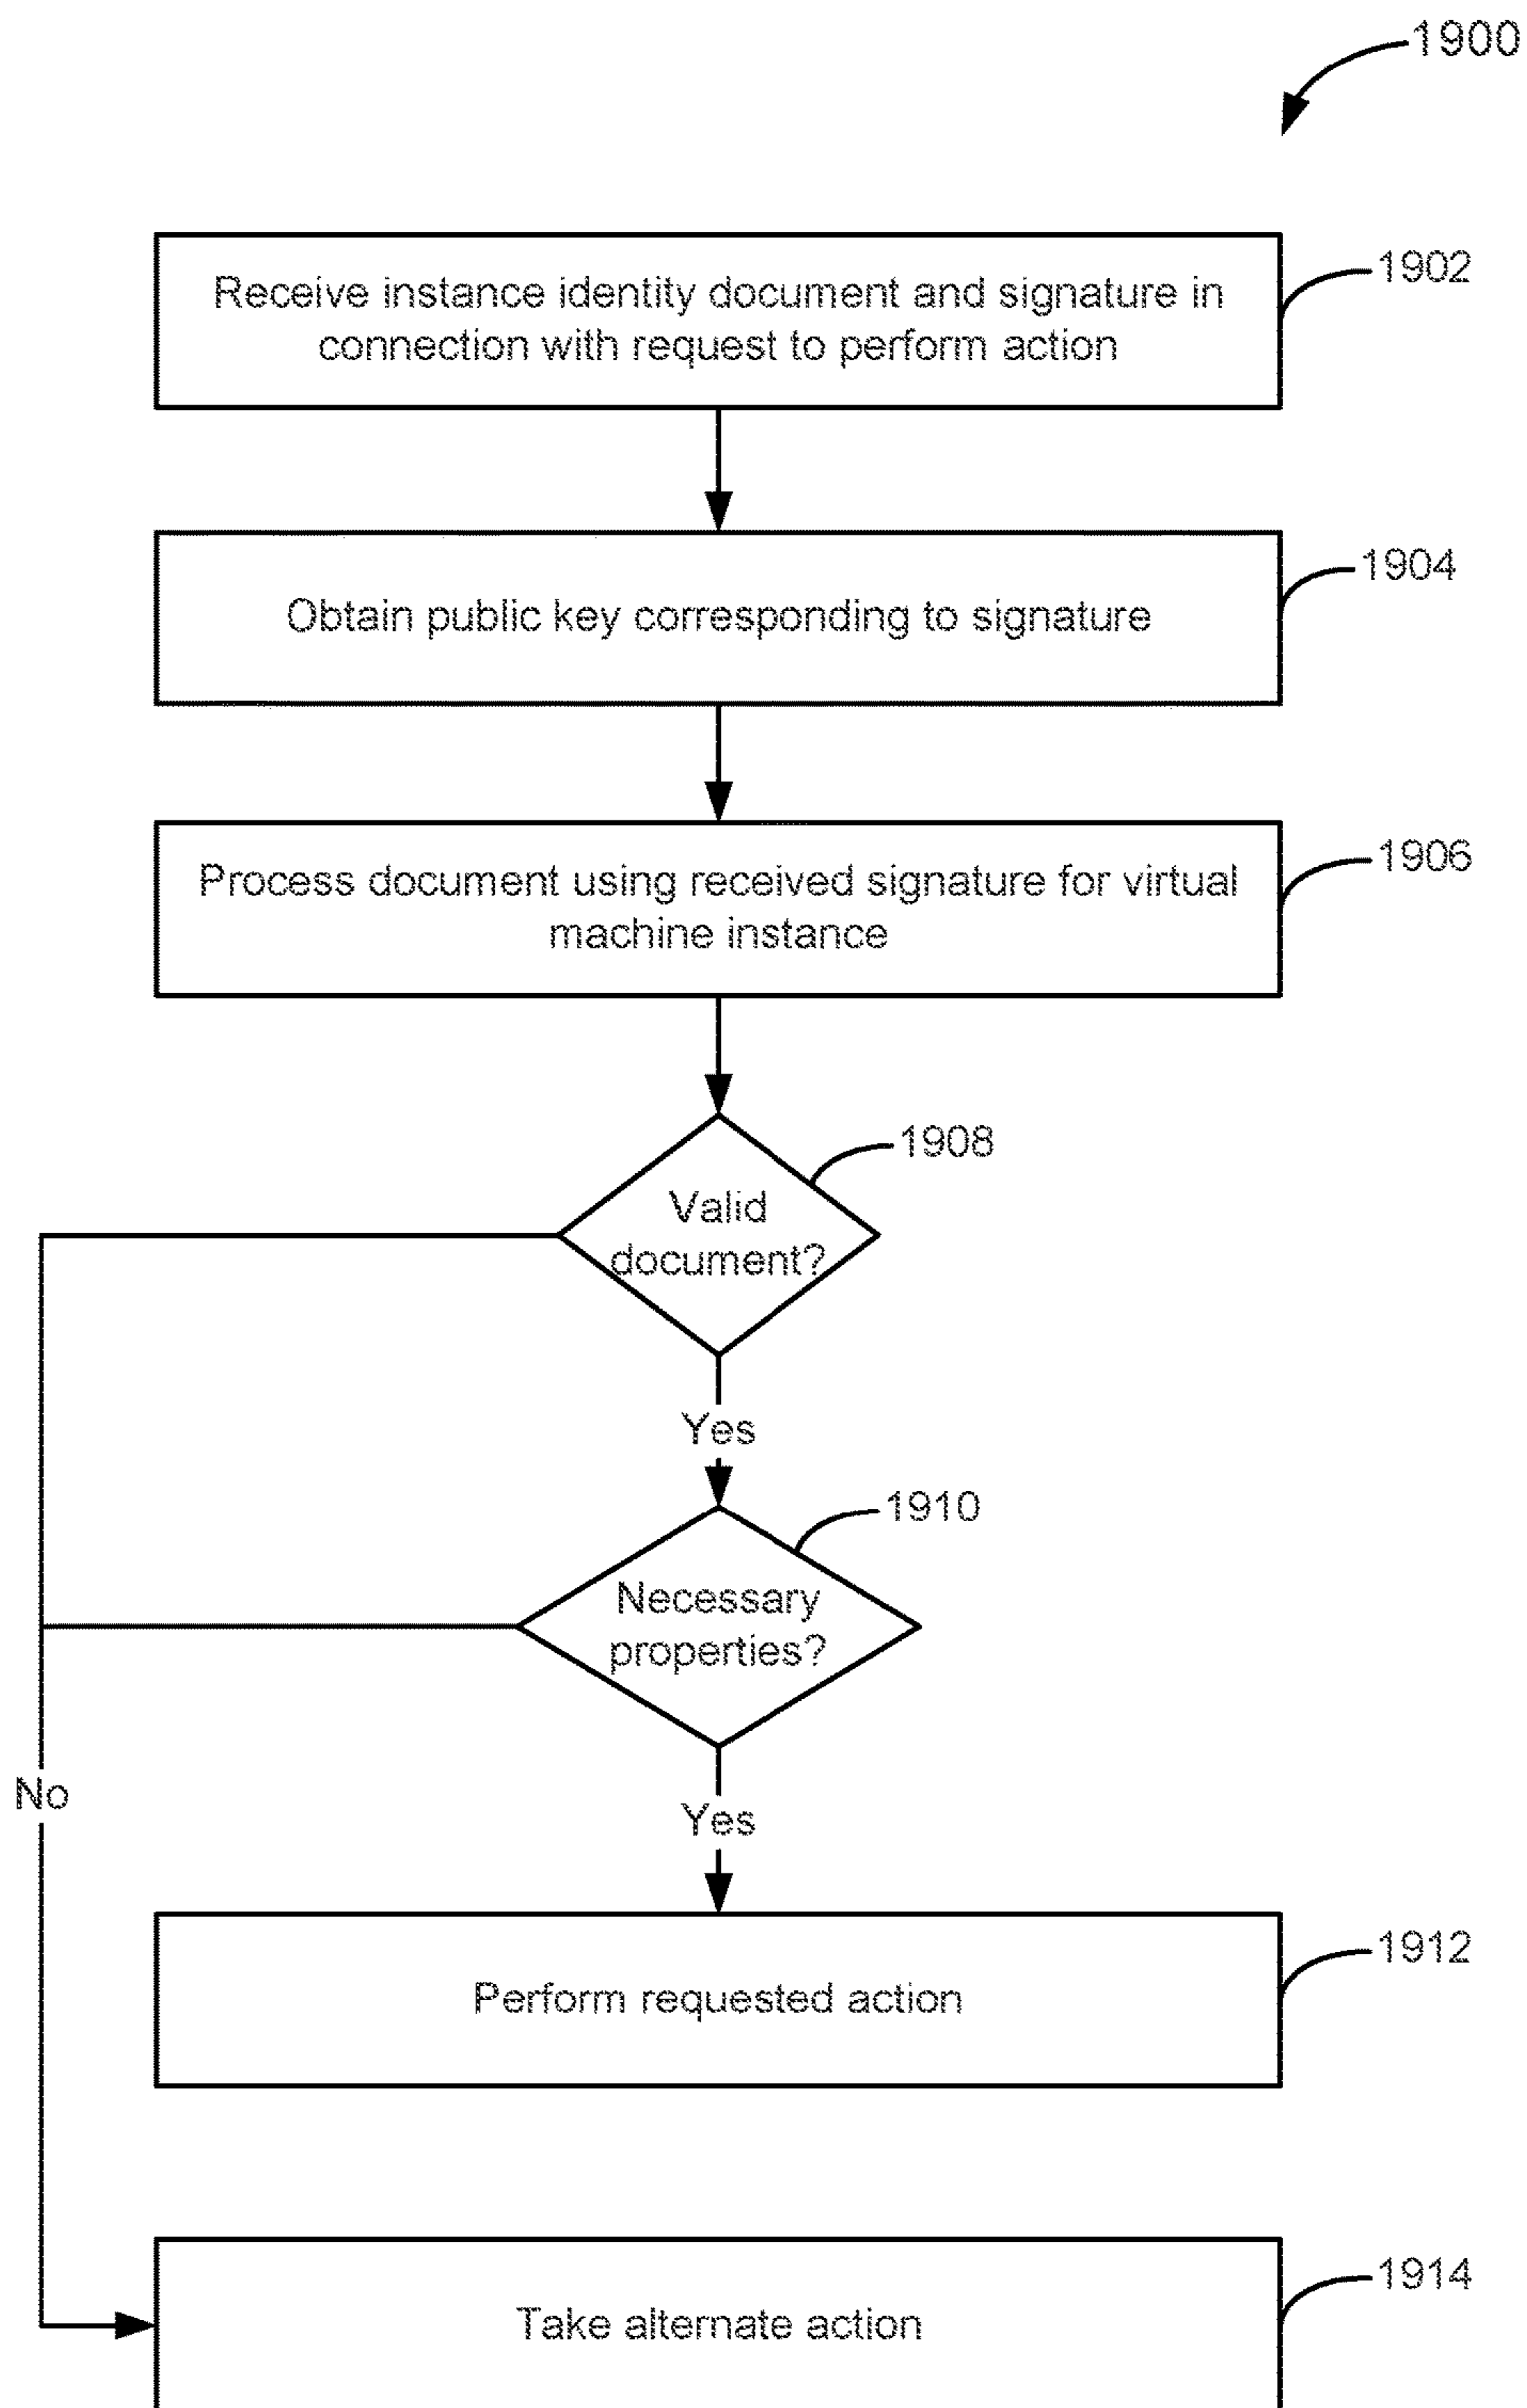 1900
Receive instance identity document and signature in
connection with request to perform action
1902
Obtain public key corresponding to signature
1904
Process document using received signature for virtual
machine instance
1906
Valid
document?
1908
Yes
Necessary
properties?
1910
No
Yes
Perform requested action
1912
Take alternate action
1914